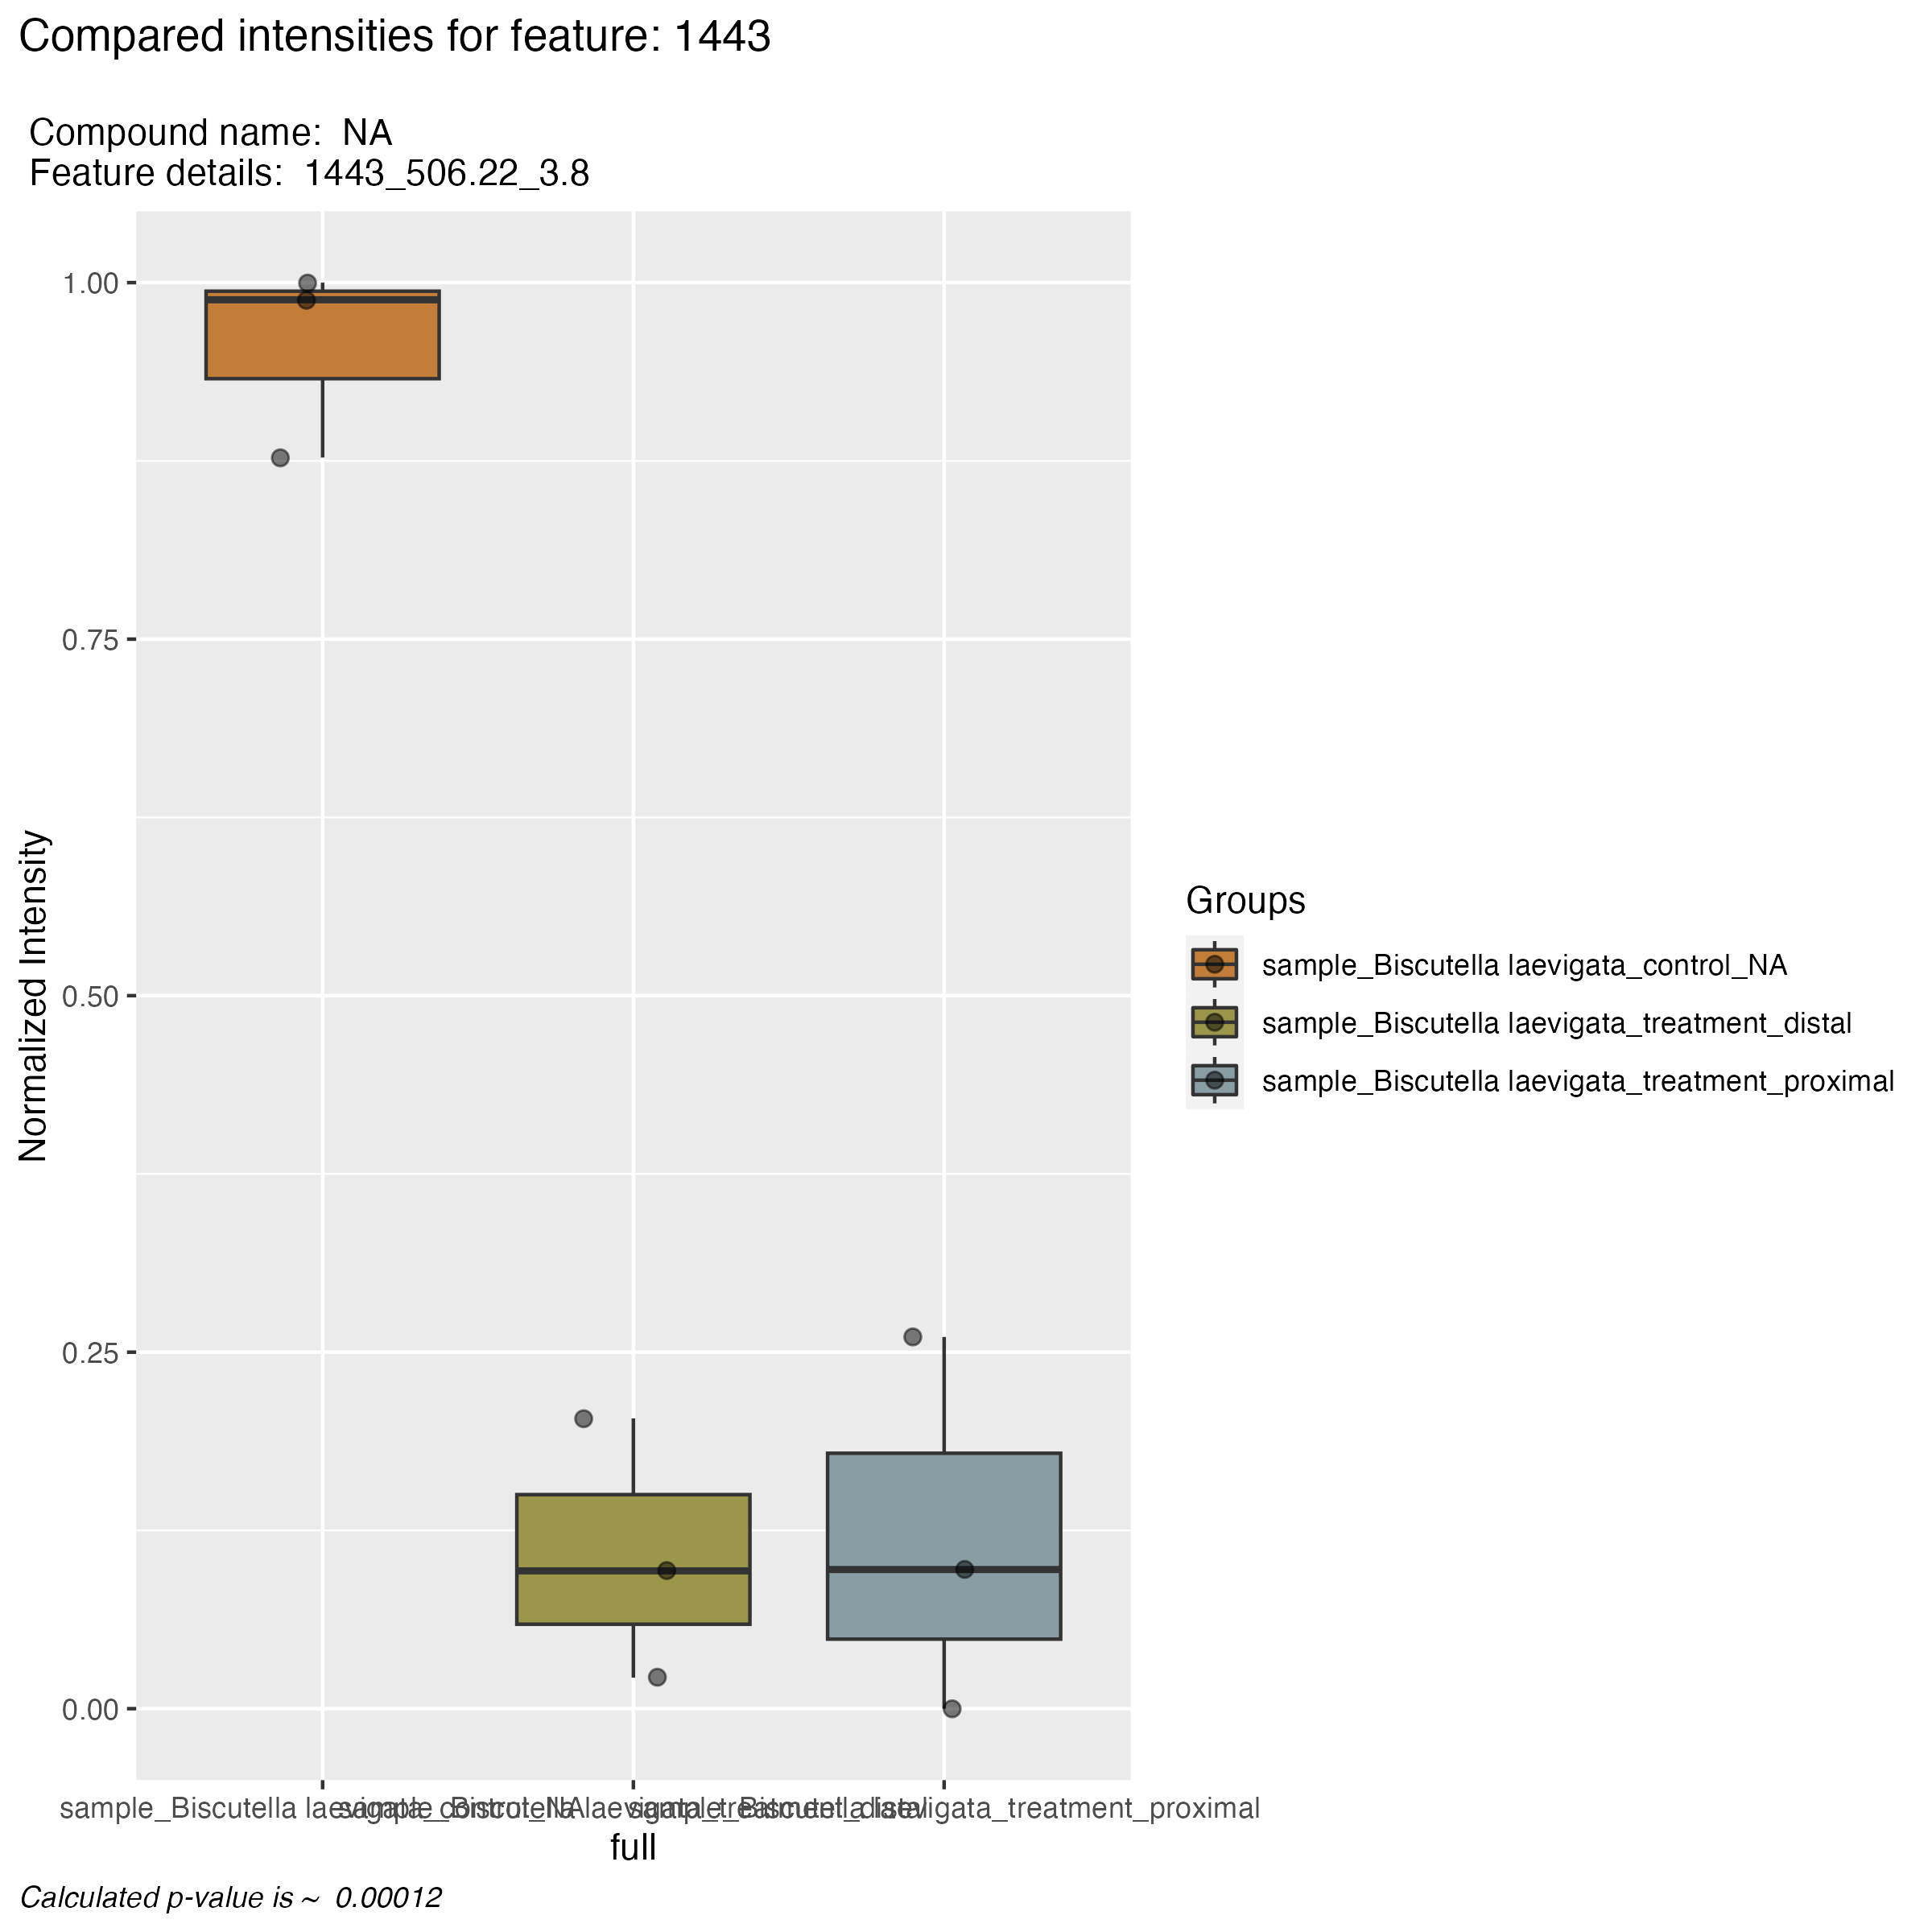 Compared intensities for feature: 1443
Compound name:  NA
Feature details:  1443_506.22_3.8
Normalized Intensity
1.00
0.75
0.50
0.25
0.00
sample_Biscutella laevigata_control_NA
sample_Biscutella laevigata_treatment_distal
sample_Biscutella laevigata_treatment_proximal
full
Groups
sample_Biscutella laevigata_control_NA
sample_Biscutella laevigata_treatment_distal
sample_Biscutella laevigata_treatment_proximal
Calculated p-value is ~  0.00012